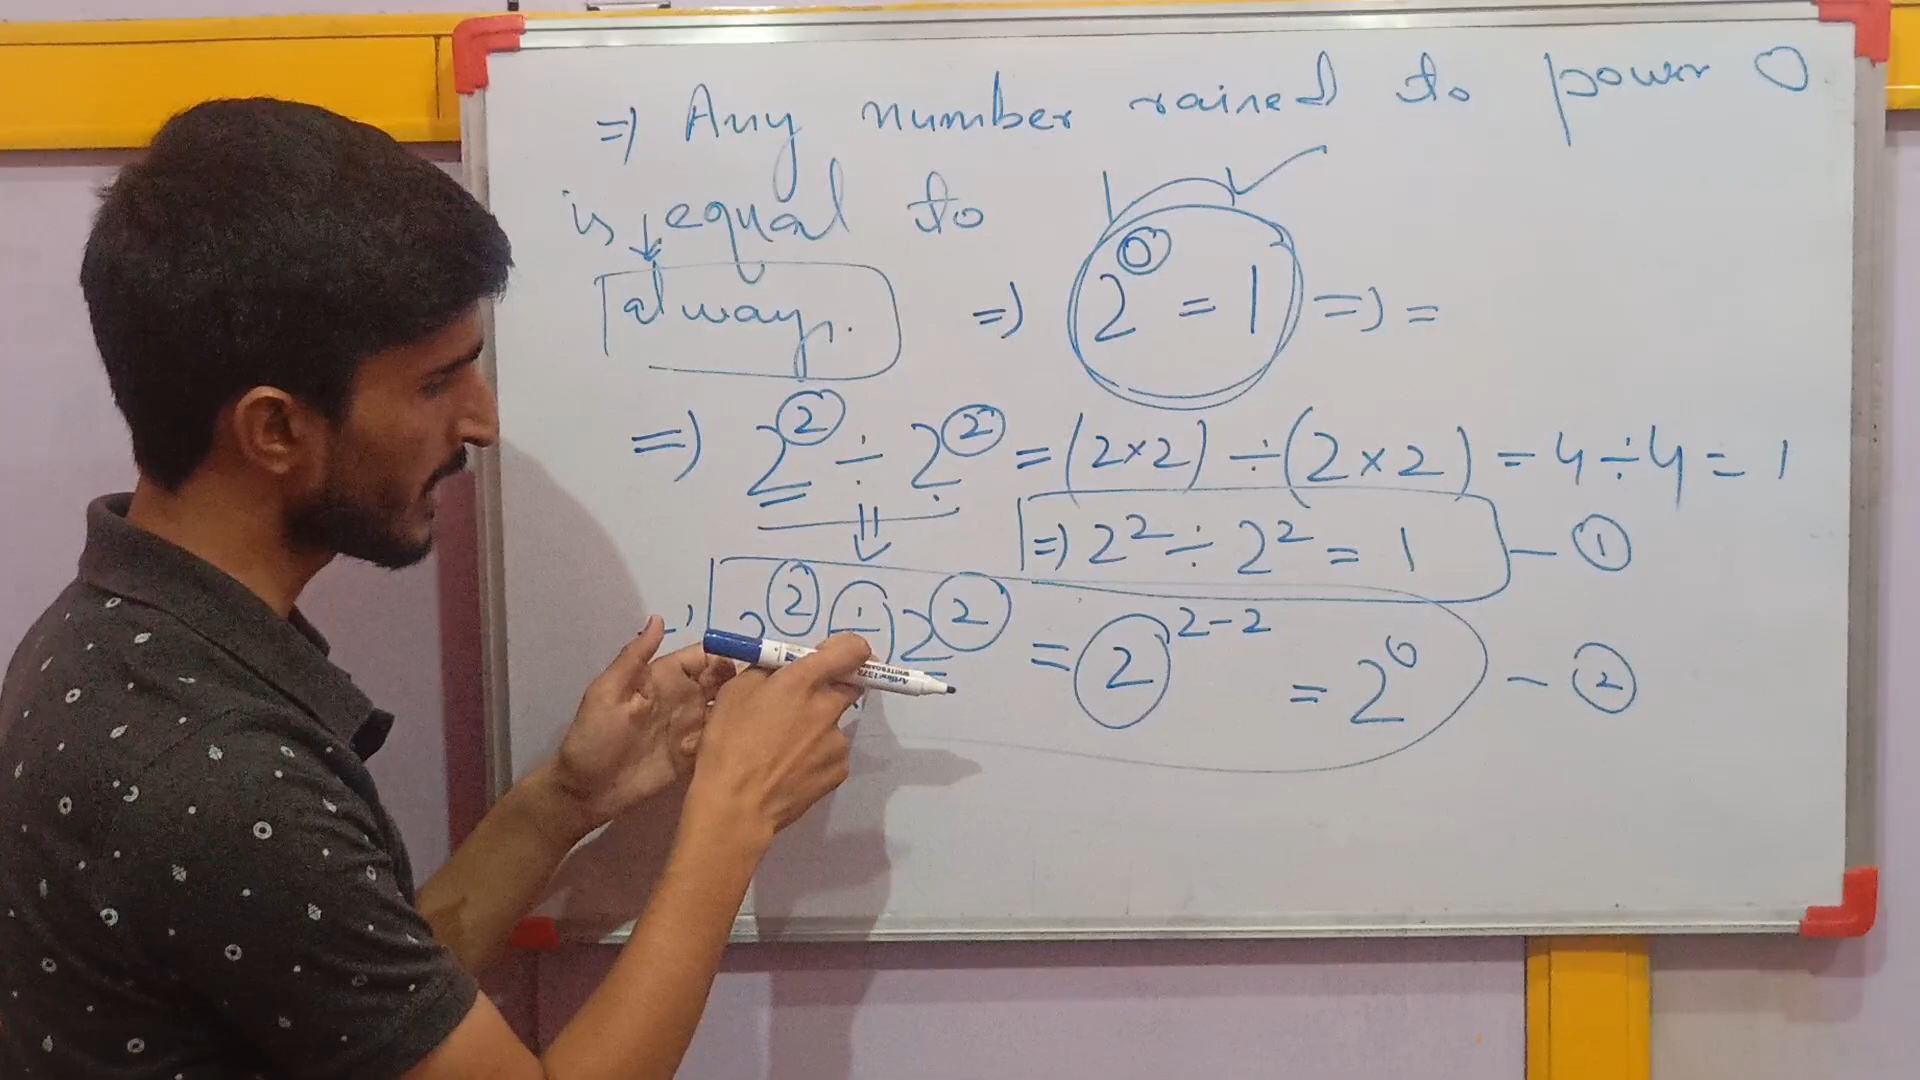 =) Any number raised to power 0
is equal to
1 always. =) 2⁰ = 1 =) =
=) 2² ÷ 2² = (2×2) ÷ (2×2) = 4÷4 = 1
=) 2² ÷ 2² = 1 — ①
2² ÷ 2² = 2²⁻² = 2⁰ — ②